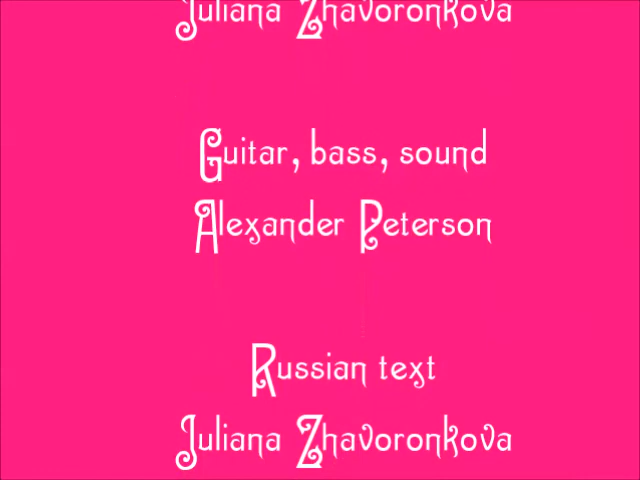 Juliana Zhavoronkova
Guitar, bass, sound
Alexander Peterson
Russian text
Juliana Zhavoronkova